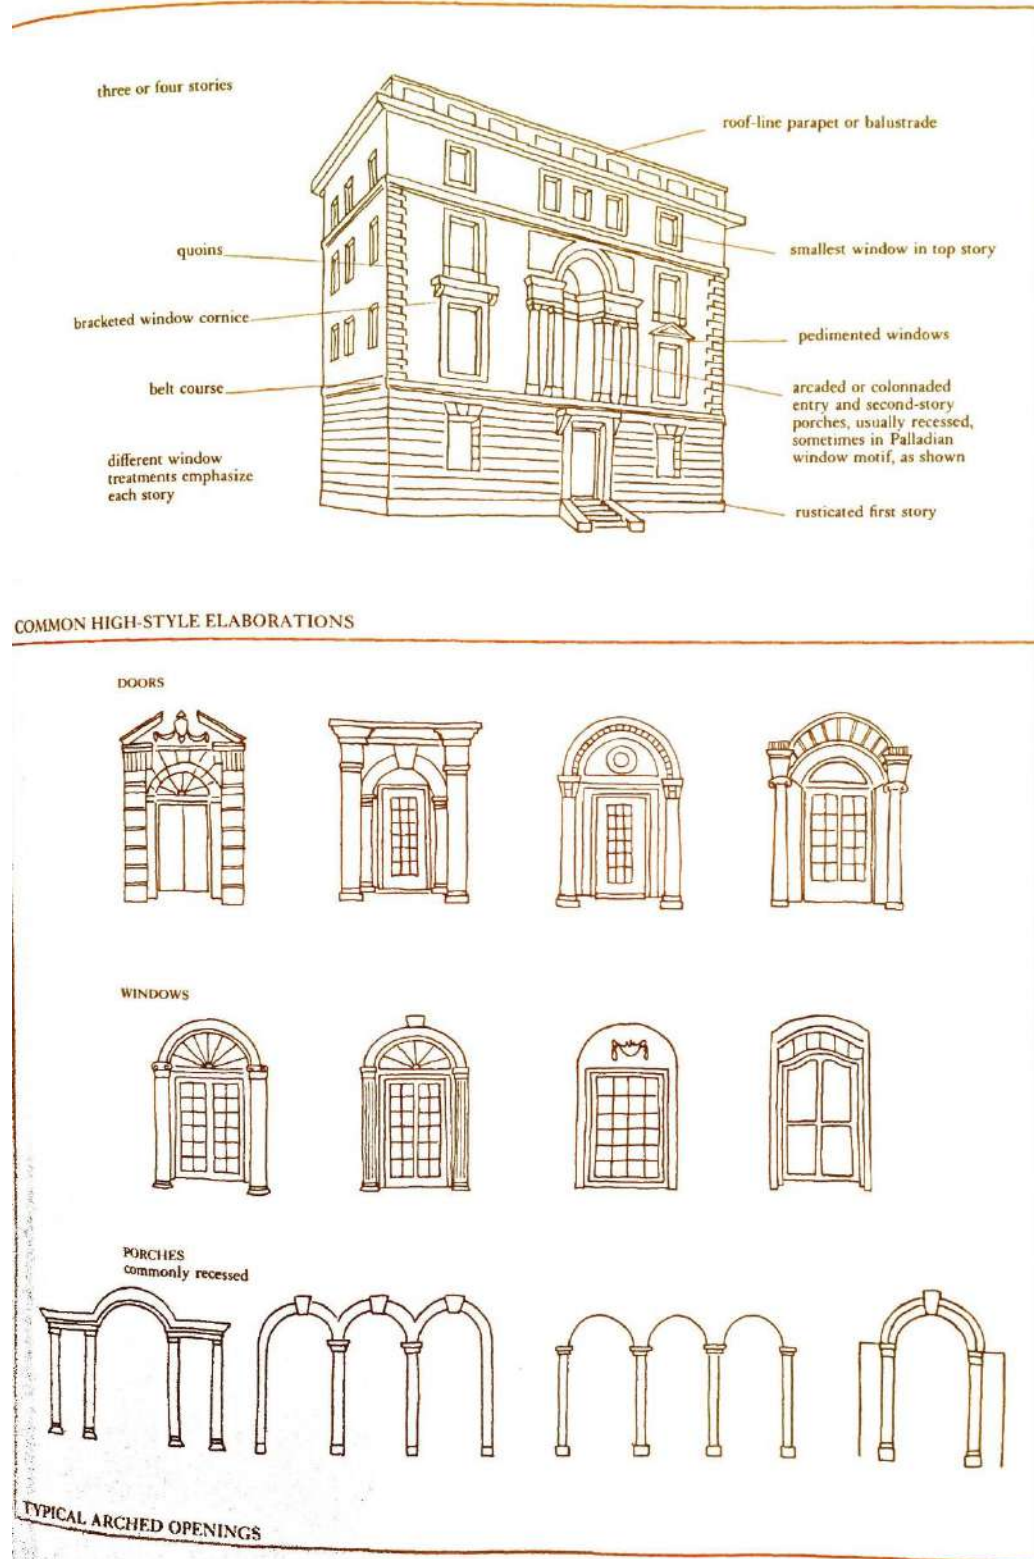 three or four stories
roof-line parapet or balustrade
quoins
smallest window in top story
bracketed window cornice
pedimented windows
belt course
arcaded or colonnaded
entry and second-story
porches, usually recessed,
sometimes in Palladian
window motif, as shown
different window
treatments emphasize
each story
rusticated first story
COMMON HIGH-STYLE ELABORATIONS
DOORS
WINDOWS
PORCHES
commonly recessed
TYPICAL ARCHED OPENINGS